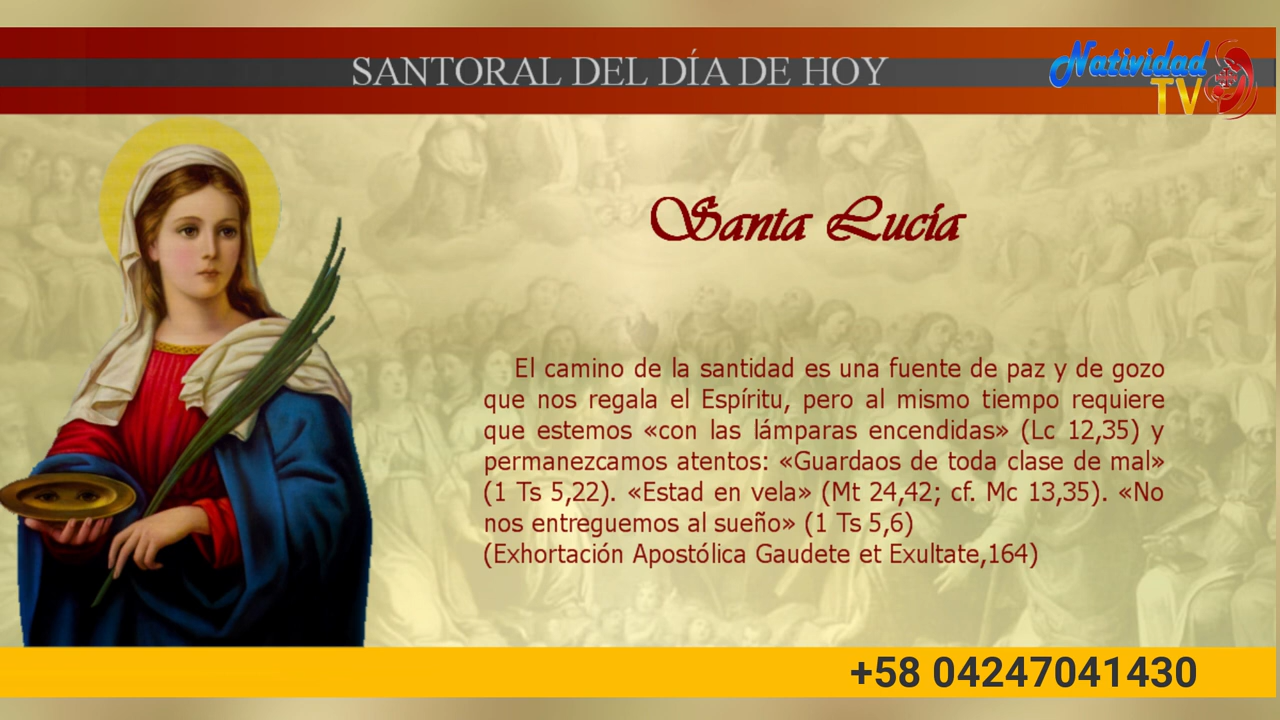 SANTORAL DEL DÍA DE HOY
Natividad
TV
Santa Lucía
El camino de la santidad es una fuente de paz y de gozo
que nos regala el Espíritu, pero al mismo tiempo requiere
que estemos «con las lámparas encendidas» (Lc 12,35) y
permanezcamos atentos: «Guardaos de toda clase de mal»
(1 Ts 5,22). «Estad en vela» (Mt 24,42; cf. Mc 13,35). «No
nos entreguemos al sueño» (1 Ts 5,6)
(Exhortación Apostólica Gaudete et Exultate,164)
+58 04247041430